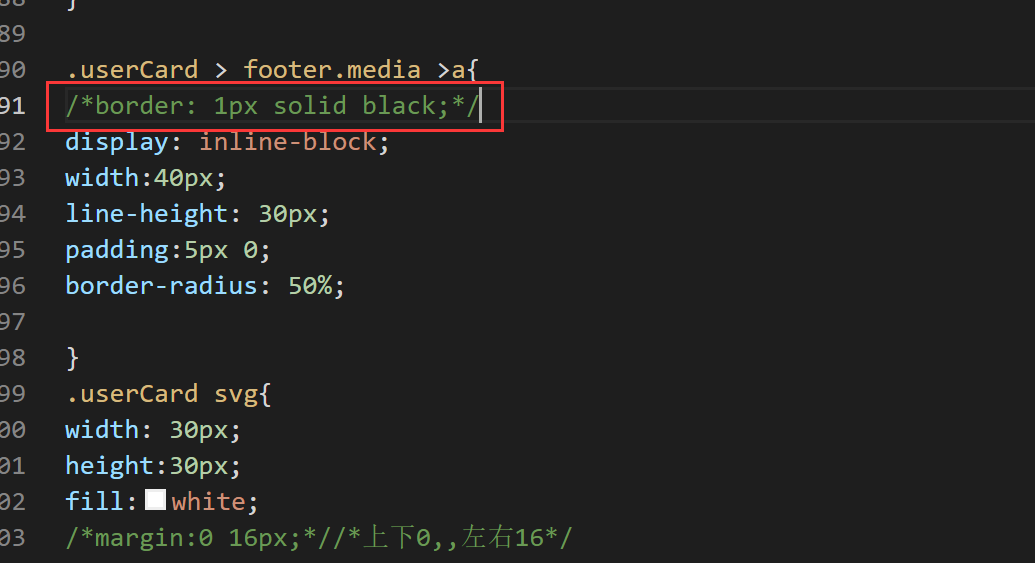 88 }
89
90 .userCard > footer.media >a{
91 /*border: 1px solid black;*/
92 display: inline-block;
93 width:40px;
94 line-height: 30px;
95 padding:5px 0;
96 border-radius: 50%;
97
98 }
99 .userCard svg{
00 width: 30px;
01 height:30px;
02 fill: white;
03 /*margin:0 16px;*//*上下0,,左右16*/